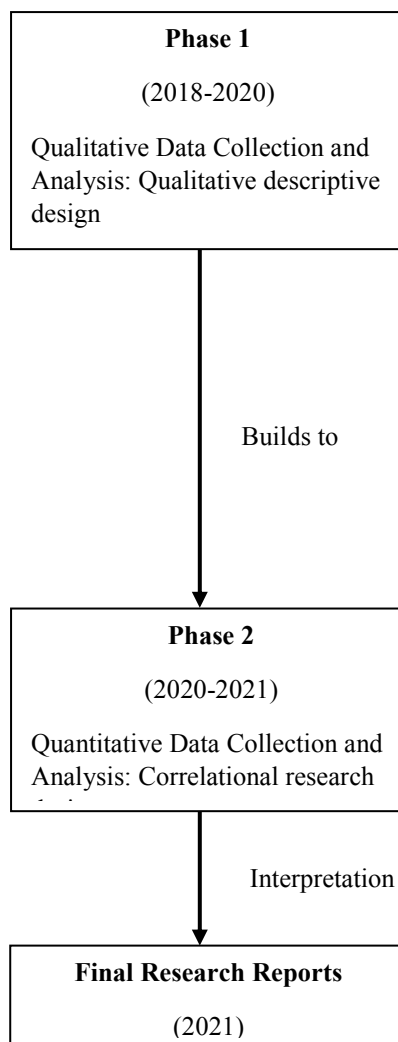 Phase 1
(2018-2020)
Qualitative Data Collection and
Analysis: Qualitative descriptive
design
Builds to
Phase 2
(2020-2021)
Quantitative Data Collection and
Analysis: Correlational research
Interpretation
Final Research Reports
(2021)